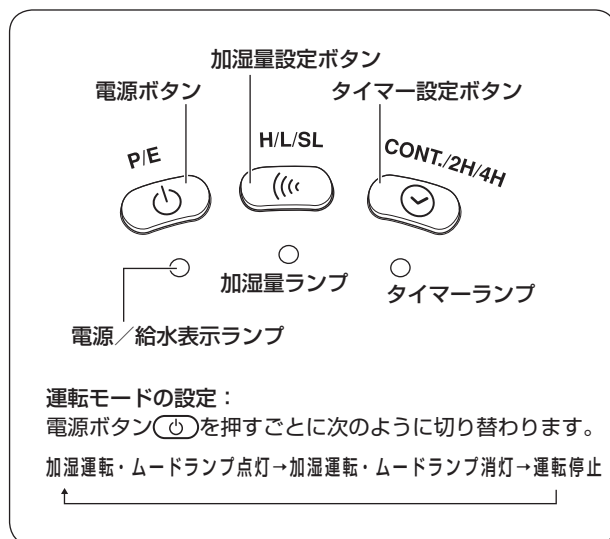 加湿量設定ボタン
電源ボタン
タイマー設定ボタン
P/E
H/L/SL
CONT./2H/4H
加湿量ランプ
タイマーランプ
電源／給水表示ランプ
運転モードの設定：
電源ボタンを押すごとに次のように切り替わります。
加湿運転・ムードランプ点灯→加湿運転・ムードランプ消灯→運転停止